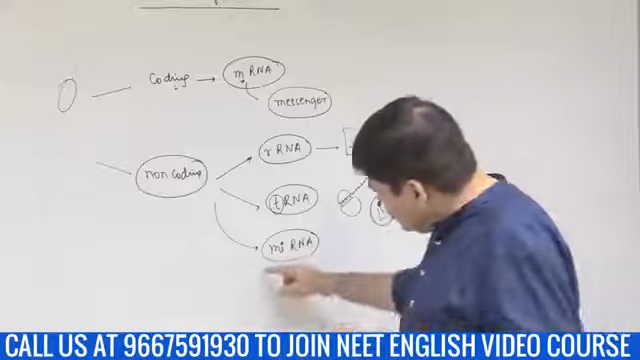 Coding → mRNA
messenger
non coding
rRNA →
tRNA
miRNA
CALL US AT 9667591930 TO JOIN NEET ENGLISH VIDEO COURSE